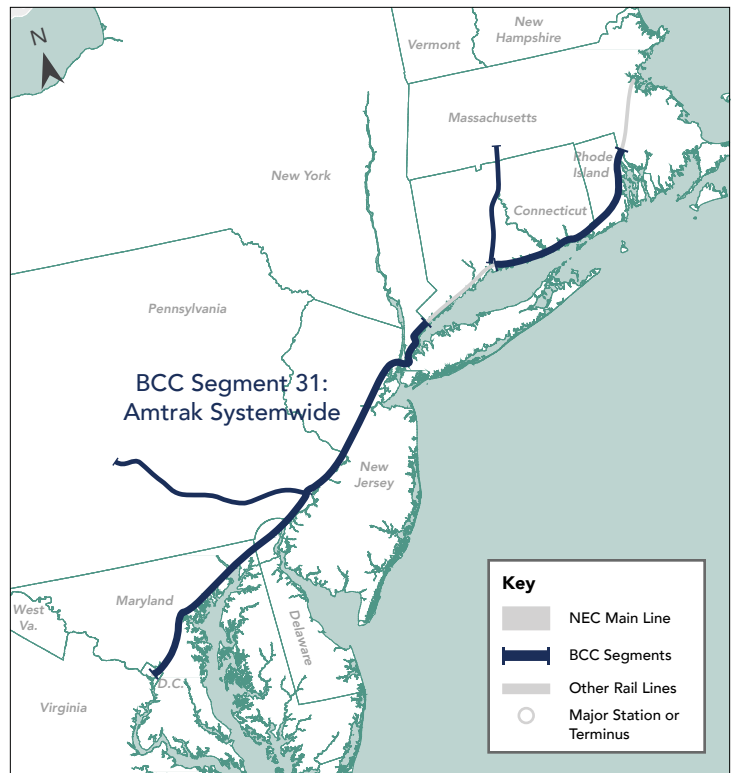 N
New
Hampshire
Vermont
Massachusetts
Rhode
Island
New York
Connecticut
Pennsylvania
BCC Segment 31:
Amtrak Systemwide
New
Jersey
Maryland
West
Va.
Delaware
D.C.
Virginia
Key
NEC Main Line
BCC Segments
Other Rail Lines
Major Station or
Terminus